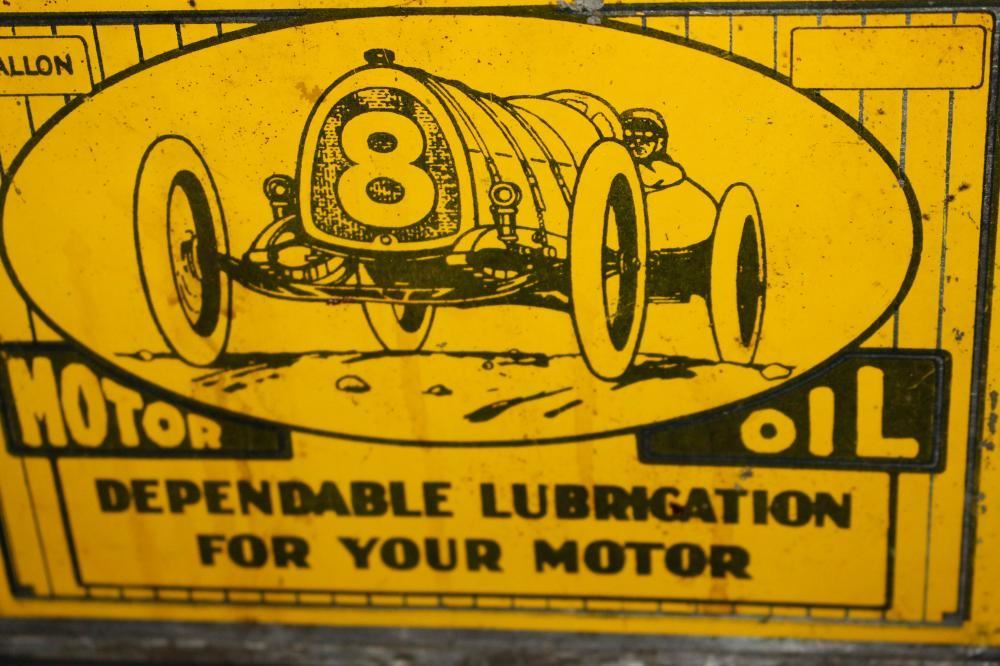 ALLON
8
MOTOR OIL
DEPENDABLE LUBRICATION
FOR YOUR MOTOR